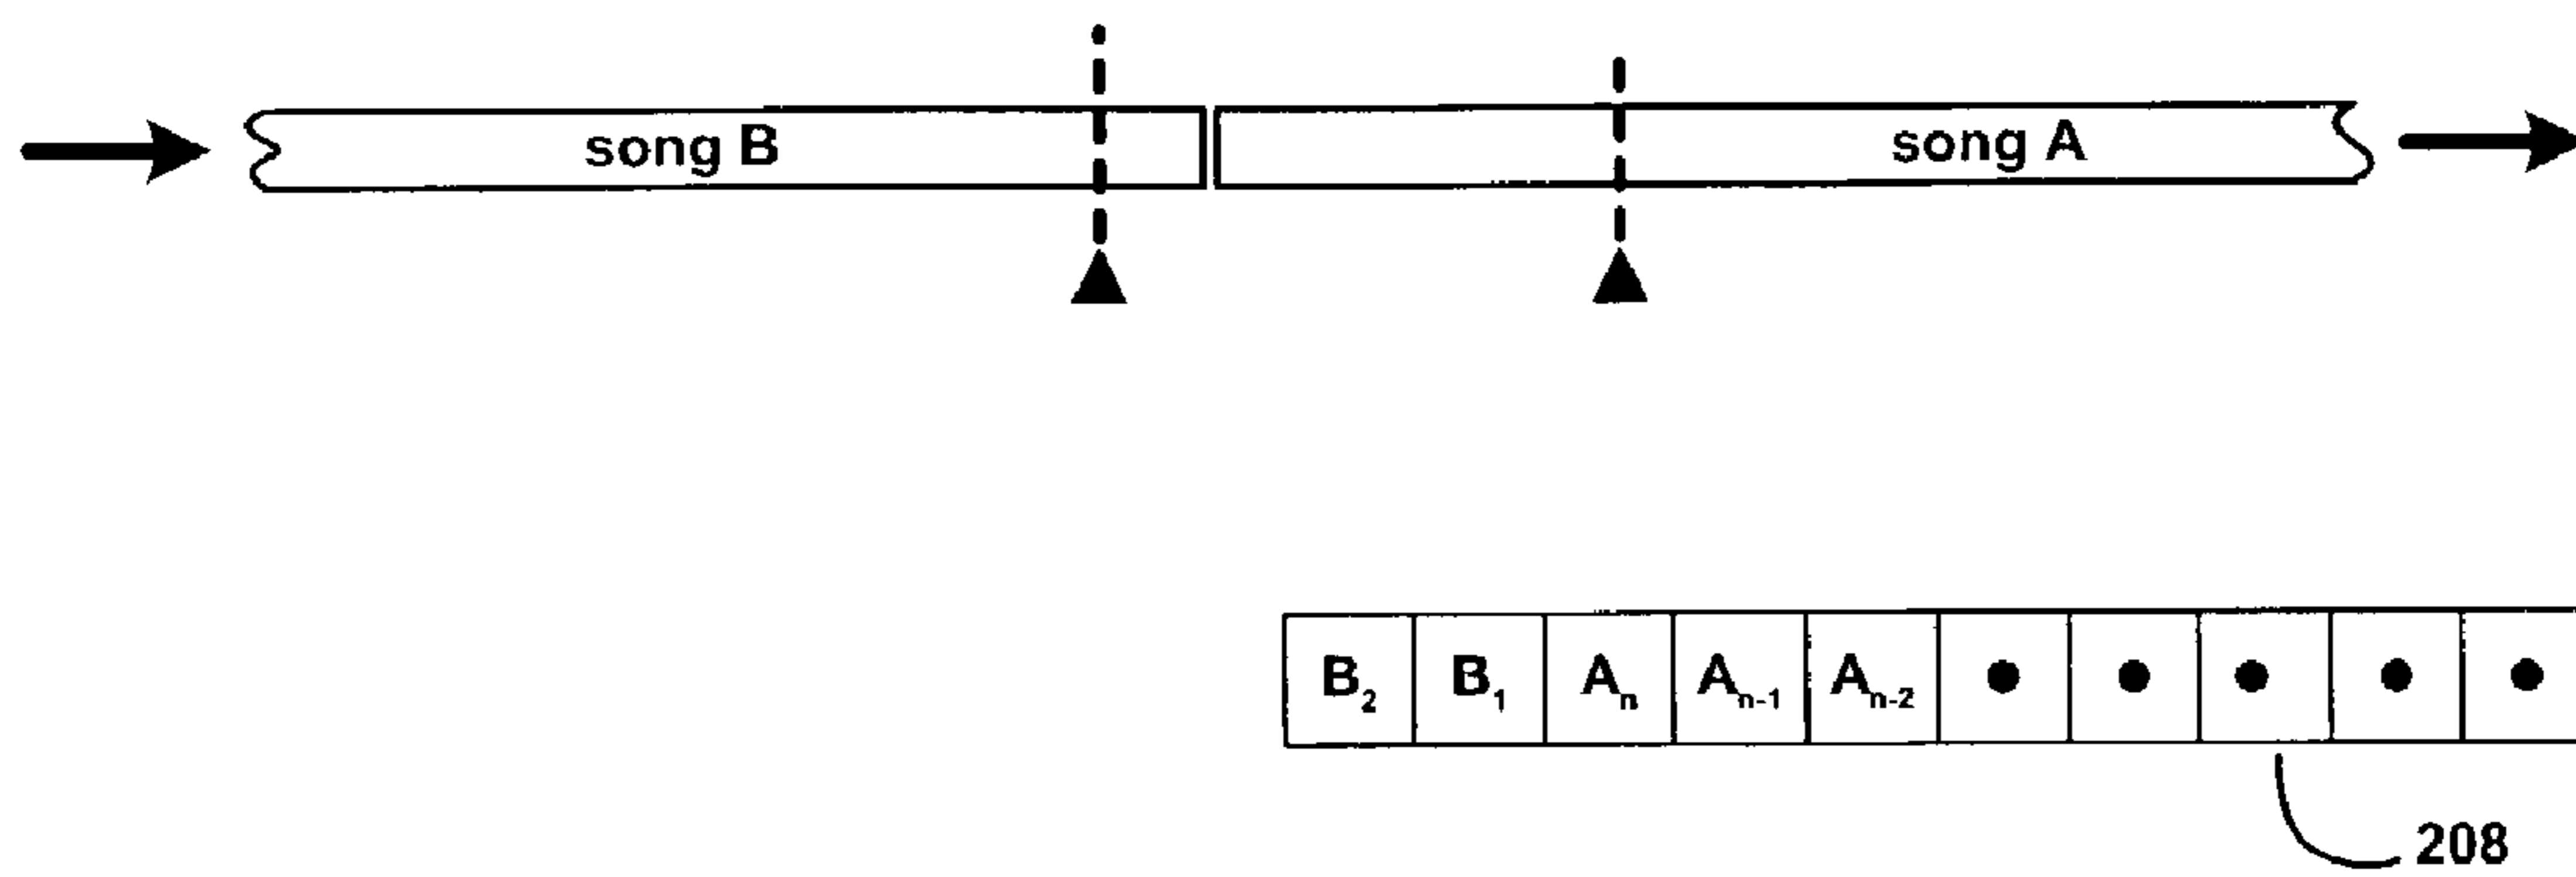 song B song A
B₂ B₁ Aₙ Aₙ₋₁ Aₙ₋₂ • • • • •
208